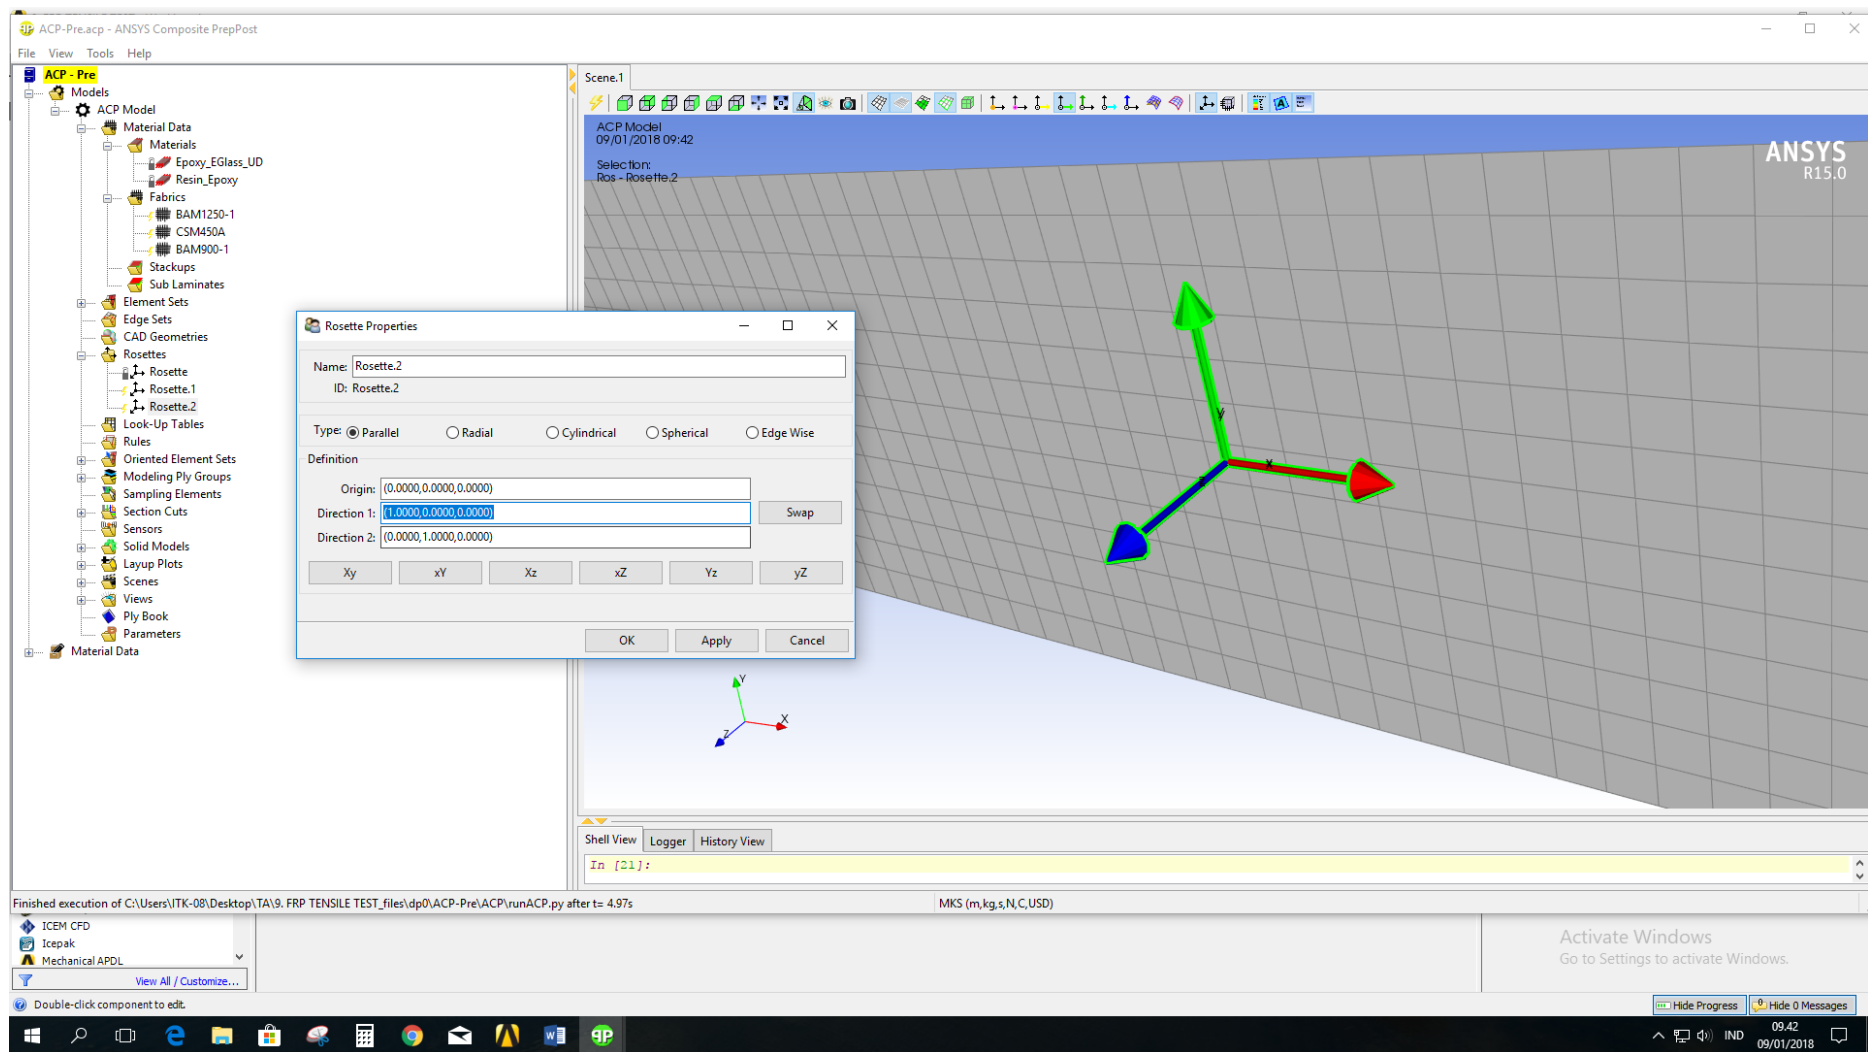 ACP-Pre.acp - ANSYS Composite PrepPost
File View Tools Help
ACP - Pre
Models
ACP Model
Material Data
Materials
Epoxy_EGlass_UD
Resin_Epoxy
Fabrics
BAM1250-1
CSM450A
BAM900-1
Stackups
Sub Laminates
Element Sets
Edge Sets
CAD Geometries
Rosettes
Rosette
Rosette.1
Rosette.2
Look-Up Tables
Rules
Oriented Element Sets
Modeling Ply Groups
Sampling Elements
Section Cuts
Sensors
Solid Models
Layup Plots
Scenes
Views
Ply Book
Parameters
Material Data
Scene.1
ACP Model
09/01/2018 09:42
Selection:
Ros - Rosette.2
ANSYS
R15.0
Y
X
Y
X
Z
Rosette Properties
Name: Rosette.2
ID: Rosette.2
Type: Parallel Radial Cylindrical Spherical Edge Wise
Definition
Origin: (0.0000,0.0000,0.0000)
Direction 1: (1.0000,0.0000,0.0000) Swap
Direction 2: (0.0000,1.0000,0.0000)
Xy xY Xz xZ Yz yZ
OK Apply Cancel
Shell View Logger History View
In [21]:
Finished execution of C:\Users\ITK-08\Desktop\TA\9. FRP TENSILE TEST_files\dp0\ACP-Pre\ACP\runACP.py after t= 4.97s MKS (m,kg,s,N,C,USD)
ICEM CFD
Icepak
Mechanical APDL
View All / Customize...
Activate Windows
Go to Settings to activate Windows.
Double-click component to edit. Hide Progress Hide 0 Messages
IND 09.42
09/01/2018